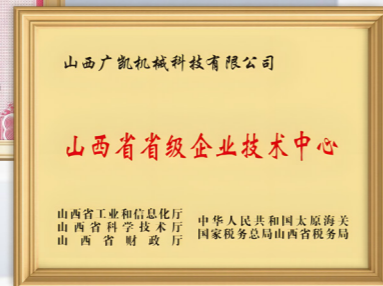 山西广凯机械科技有限公司
山西省省级企业技术中心
山西省工业和信息化厅
山西省科学技术厅
山西省财政厅
中华人民共和国太原海关
国家税务总局山西省税务局